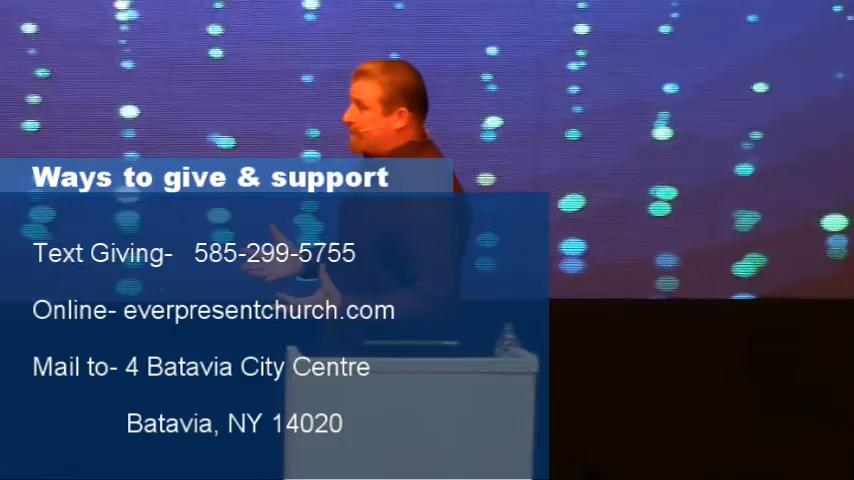 Ways to give & support
Text Giving- 585-299-5755
Online- everpresentchurch.com
Mail to- 4 Batavia City Centre
Batavia, NY 14020